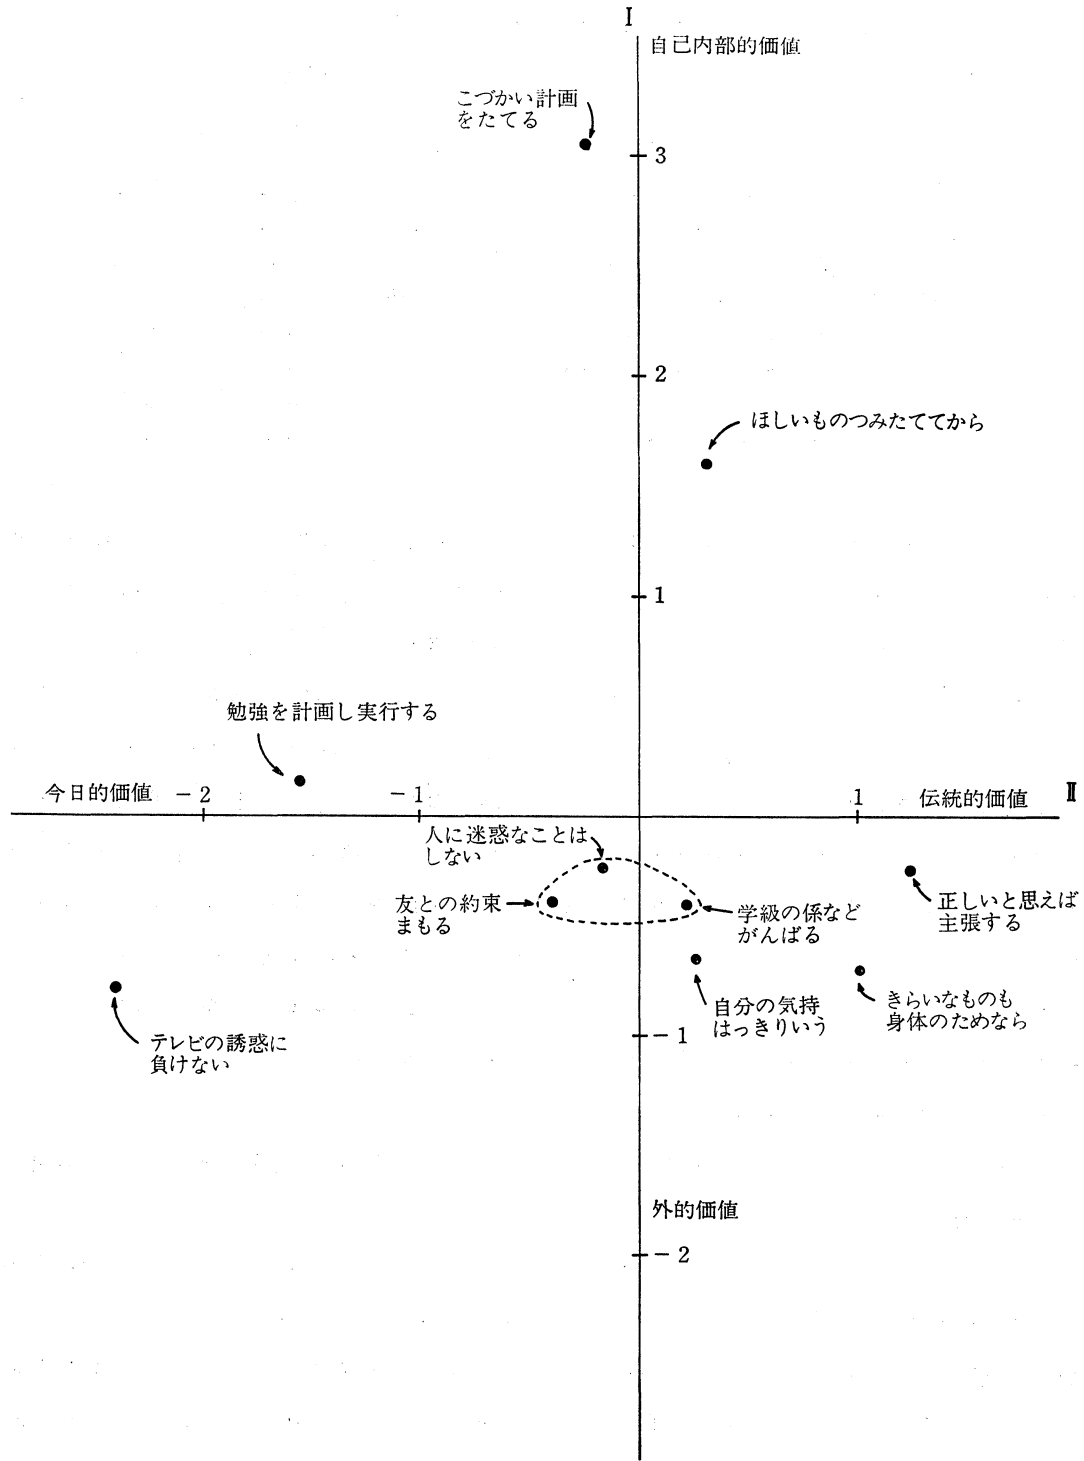 I
自己内部的価値
こづかい計画
をたてる
3
2
ほしいものつみたててから
1
勉強を計画し実行する
今日的価値
－2
－1
1
伝統的価値
II
人に迷惑なことは
しない
友との約束
まもる
学級の係など
がんばる
正しいと思えば
主張する
自分の気持
はっきりいう
きらいなものも
身体のためなら
テレビの誘惑に
負けない
－1
外的価値
－2